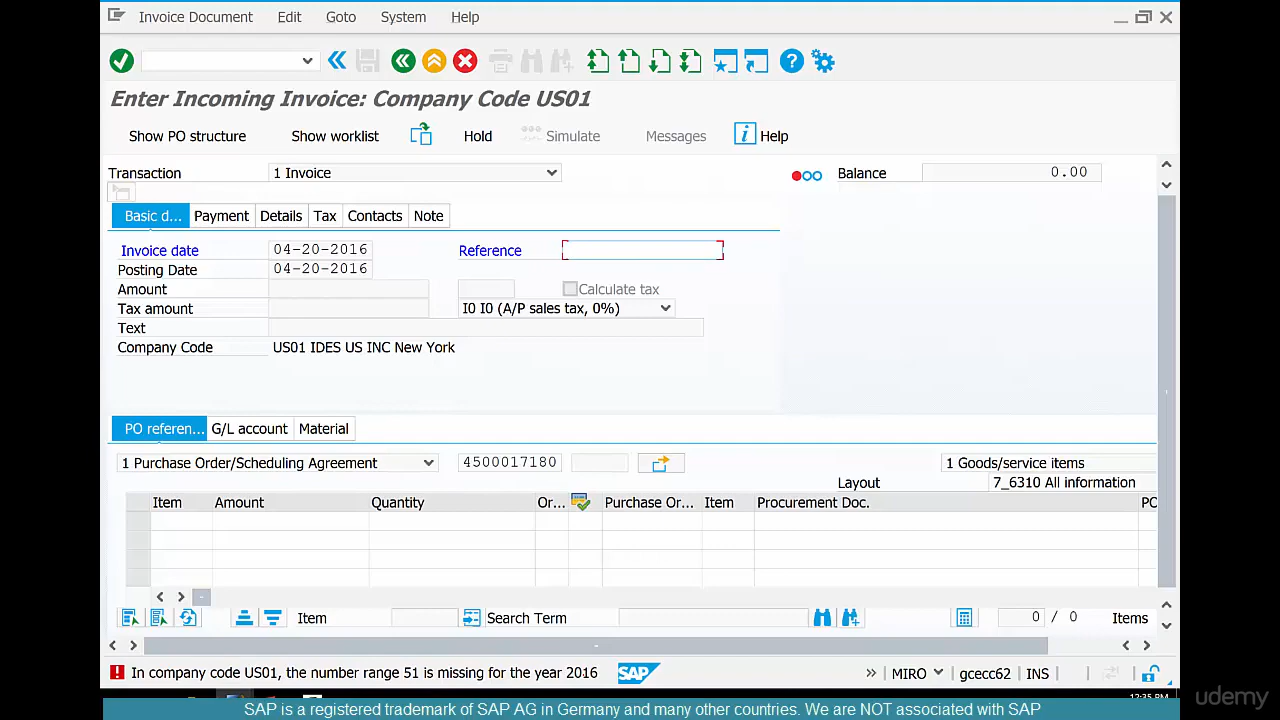 Invoice Document Edit Goto System Help
Enter Incoming Invoice: Company Code US01
Show PO structure Show worklist Hold Simulate Messages Help
Transaction 1 Invoice Balance 0.00
Basic d... Payment Details Tax Contacts Note
Invoice date 04-20-2016 Reference
Posting Date 04-20-2016
Amount Calculate tax
Tax amount I0 I0 (A/P sales tax, 0%)
Text
Company Code US01 IDES US INC New York
PO referen... G/L account Material
1 Purchase Order/Scheduling Agreement 4500017180 1 Goods/service items
Layout 7_6310 All information
Item Amount Quantity Or... Purchase Or... Item Procurement Doc. PO
Item Search Term 0 / 0 Items
In company code US01, the number range 51 is missing for the year 2016 SAP » MIRO gcecc62 INS
12:35 PM
SAP is a registered trademark of SAP AG in Germany and many other countries. We are NOT associated with SAP
udemy